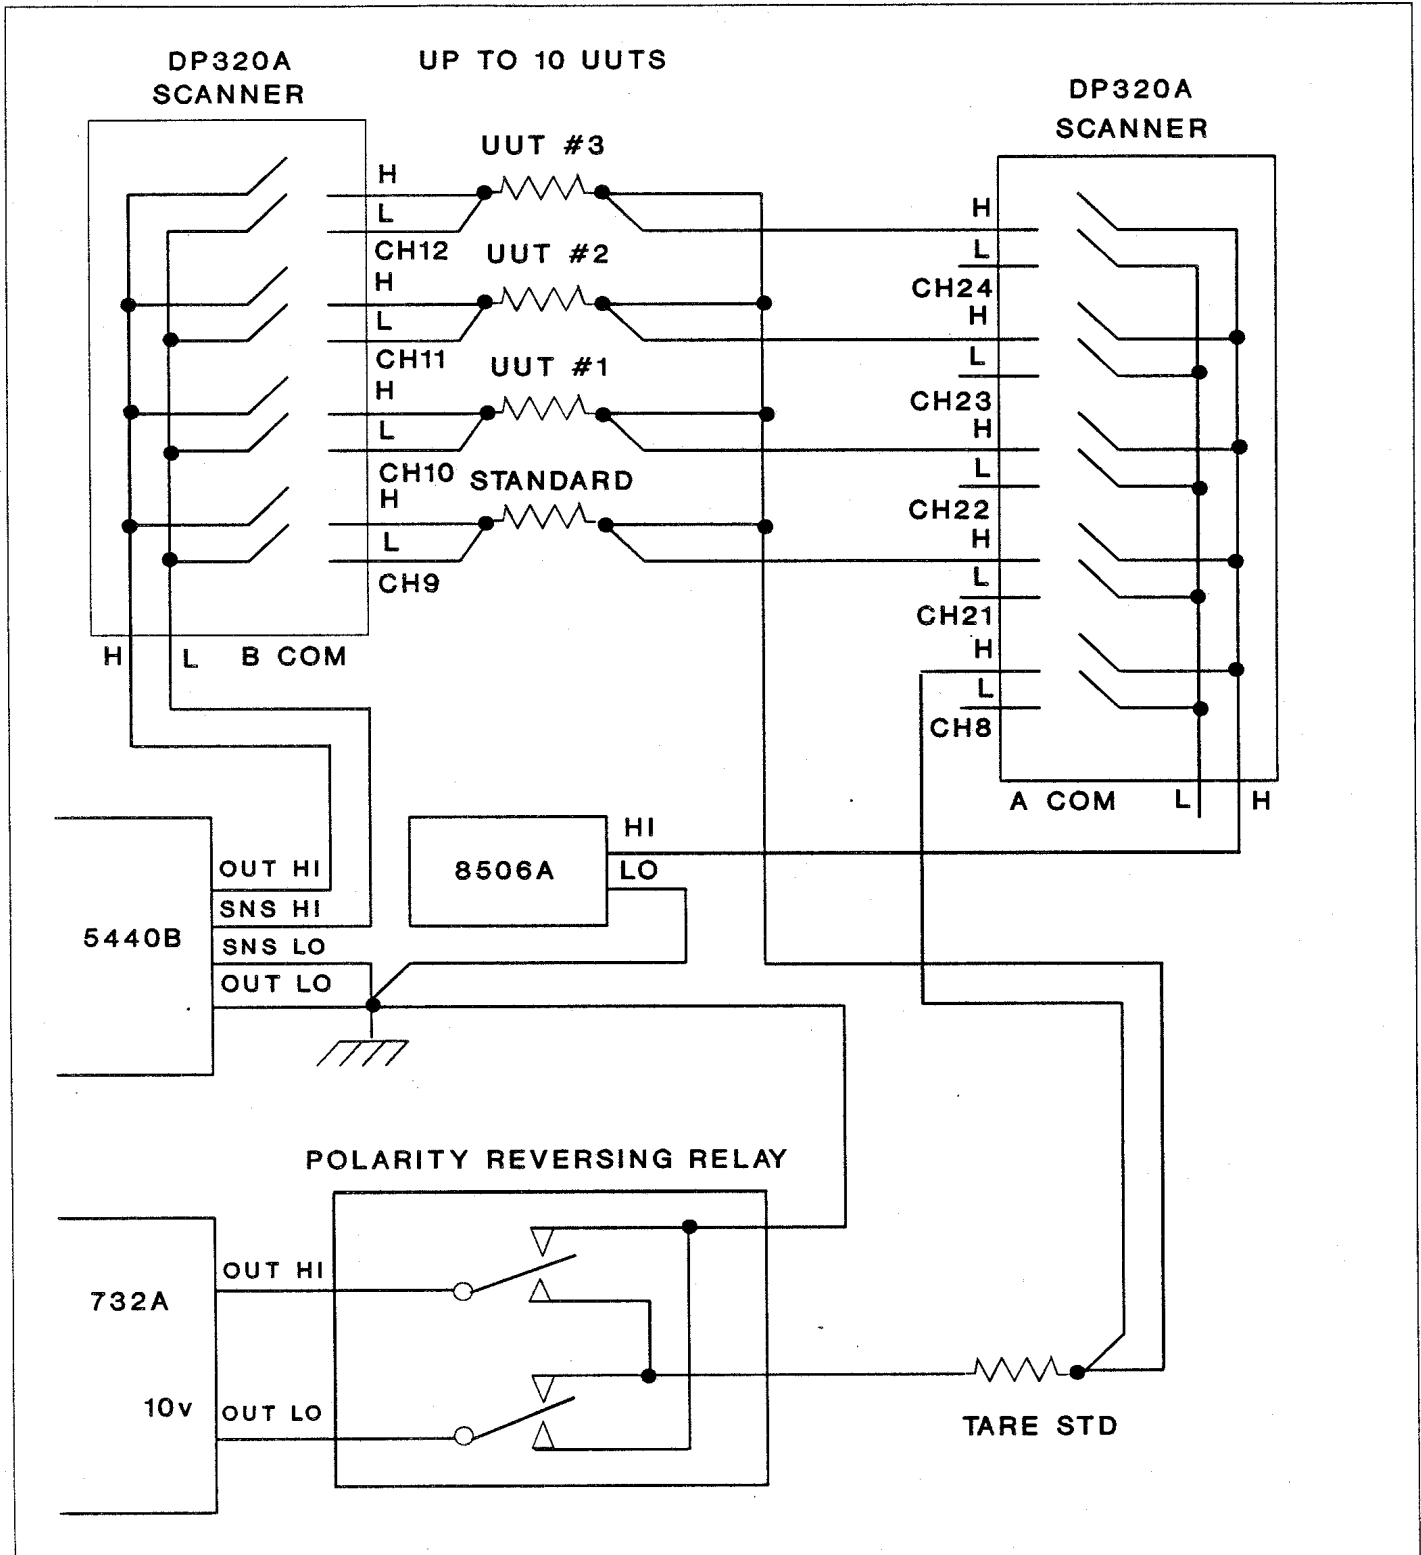 DP320A
SCANNER
UP TO 10 UUTS
DP320A
SCANNER
UUT #3
H
L
CH12
UUT #2
H
L
CH11
UUT #1
H
L
CH10
STANDARD
H
L
CH9
H
L
CH24
H
L
CH23
H
L
CH22
H
L
CH21
H
L
CH8
H
L
B COM
A COM
L
H
5440B
OUT HI
SNS HI
SNS LO
OUT LO
8506A
HI
LO
POLARITY REVERSING RELAY
732A
10v
OUT HI
OUT LO
TARE STD